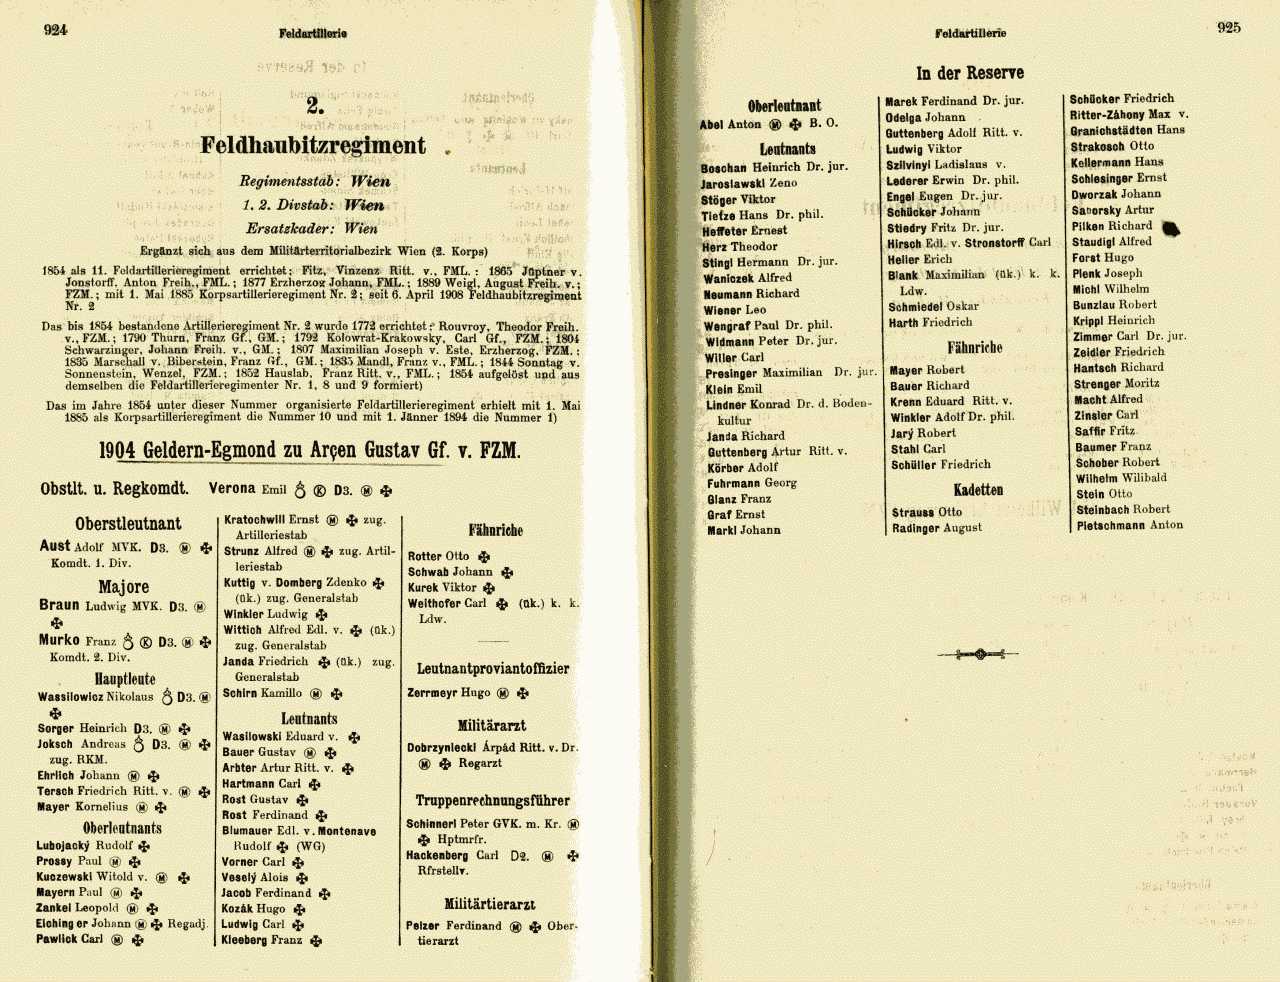 924
Feldartillerie
2.
Feldhaubitzregiment
Regimentsstab: Wien
1. 2. Divstab: Wien
Ersatzkader: Wien
Ergänzt sich aus dem Militärterritorialbezirk Wien (2. Korps)
1854 als 11. Feldartillerieregiment errichtet; Fitz, Vinzenz Ritt. v., FML.: 1865 Jüptner v.
Jonstorff, Anton Freih., FML.; 1877 Erzherzog Johann, FML.; 1889 Weigl, August Freih. v.;
FZM.; mit 1. Mai 1885 Korpsartillerieregiment Nr. 2; seit 6. April 1908 Feldhaubitzregiment
Nr. 2
Das bis 1854 bestandene Artillerieregiment Nr. 2 wurde 1772 errichtet: Rouvroy, Theodor Freih.
v., FZM.; 1790 Thurn, Franz Gf., GM.; 1792 Kolowrat-Krakowsky, Carl Gf., FZM.; 1804
Schwarzinger, Johann Freih. v., GM.; 1807 Maximilian Joseph v. Este, Erzherzog, FZM.:
1835 Marschall v. Biberstein, Franz Gf., GM.; 1835 Mandl, Franz v., FML.; 1844 Sonntag v.
Sonnenstein, Wenzel, FZM.; 1852 Hauslab, Franz Ritt. v., FML.; 1854 aufgelöst und aus
demselben die Feldartillerieregimenter Nr. 1, 8 und 9 formiert)
Das im Jahre 1854 unter dieser Nummer organisierte Feldartillerieregiment erhielt mit 1. Mai
1885 als Korpsartillerieregiment die Nummer 10 und mit 1. Jänner 1894 die Nummer 1)
1904 Geldern-Egmond zu Arçen Gustav Gf. v. FZM.
Obstlt. u. Regkomdt. Verona Emil Ⓚ D3. Ⓜ ✠
Oberstleutnant
Aust Adolf MVK. D3. Ⓜ ✠
Komdt. 1. Div.
Majore
Braun Ludwig MVK. D3. Ⓜ
✠
Murko Franz Ⓚ D3. Ⓜ ✠
Komdt. 2. Div.
Hauptleute
Wassilowicz Nikolaus D3. Ⓜ
✠
Sorger Heinrich D3. Ⓜ ✠
Joksch Andreas D3. Ⓜ ✠
zug. RKM.
Ehrlich Johann Ⓜ ✠
Tersch Friedrich Ritt. v. Ⓜ ✠
Mayer Kornelius Ⓜ ✠
Oberleutnants
Lubojacký Rudolf ✠
Prossy Paul Ⓜ ✠
Kuozewski Witold v. Ⓜ ✠
Mayern Paul Ⓜ ✠
Zankel Leopold Ⓜ ✠
Eichinger Johann Ⓜ ✠ Regadj.
Pawlick Carl Ⓜ ✠
Kratochwill Ernst Ⓜ ✠ zug.
Artilleriestab
Strunz Alfred Ⓜ ✠ zug. Artil-
leriestab
Kuttig v. Domberg Zdenko ✠
(ük.) zug. Generalstab
Winkler Ludwig ✠
Wittich Alfred Edl. v. ✠ (ük.)
zug. Generalstab
Janda Friedrich ✠ (ük.) zug.
Generalstab
Schirn Kamillo Ⓜ ✠
Leutnants
Wasilowski Eduard v. ✠
Bauer Gustav Ⓜ ✠
Arbter Artur Ritt. v. ✠
Hartmann Carl ✠
Rost Gustav ✠
Rost Ferdinand ✠
Blumauer Edl. v. Montenave
Rudolf ✠ (WG)
Vorner Carl ✠
Veselý Alois ✠
Jacob Ferdinand ✠
Kozák Hugo ✠
Ludwig Carl ✠
Kleeberg Franz ✠
Fähnriche
Rotter Otto ✠
Schwab Johann ✠
Kurek Viktor ✠
Welthofer Carl ✠ (ük.) k. k.
Ldw.
Leutnantproviantoffizier
Zerrmeyr Hugo Ⓜ ✠
Militärarzt
Dobrzyniecki Árpád Ritt. v. Dr.
Ⓜ ✠ Regarzt
Truppenrechnungsführer
Schinnerl Peter GVK. m. Kr. Ⓜ
✠ Hptmrfr.
Hackenberg Carl D2. Ⓜ ✠
Rfrstellv.
Militärtierarzt
Pelzer Ferdinand Ⓜ ✠ Ober-
tierarzt
925
Feldartillerie
In der Reserve
Oberleutnant
Abel Anton Ⓜ ✠ B. O.
Leutnants
Boschan Heinrich Dr. jur.
Jaroslawski Zeno
Stöger Viktor
Tietze Hans Dr. phil.
Heffeter Ernest
Herz Theodor
Stingl Hermann Dr. jur.
Waniczek Alfred
Neumann Richard
Wiener Leo
Wengraf Paul Dr. phil.
Widmann Peter Dr. jur.
Willer Carl
Presinger Maximilian Dr. jur.
Klein Emil
Lindner Konrad Dr. d. Boden-
kultur
Janda Richard
Guttenberg Artur Ritt. v.
Körber Adolf
Fuhrmann Georg
Glanz Franz
Graf Ernst
Markl Johann
Marek Ferdinand Dr. jur.
Odelga Johann
Guttenberg Adolf Ritt. v.
Ludwig Viktor
Szilvinyi Ladislaus v.
Lederer Erwin Dr. phil.
Engel Eugen Dr. jur.
Schücker Johann
Stiedry Fritz Dr. jur.
Hirsch Edl. v. Stronstorff Carl
Heller Erich
Blank Maximilian (ük.) k. k.
Ldw.
Schmiedel Oskar
Harth Friedrich
Fähnriche
Mayer Robert
Bauer Richard
Krenn Eduard Ritt. v.
Winkler Adolf Dr. phil.
Jarý Robert
Stahl Carl
Schüller Friedrich
Kadetten
Strauss Otto
Radinger August
Schücker Friedrich
Ritter-Záhony Max v.
Granichstädten Hans
Strakosch Otto
Kellermann Hans
Schlesinger Ernst
Dworzak Johann
Saborsky Artur
Pilken Richard
Staudigl Alfred
Forst Hugo
Plenk Joseph
Michl Wilhelm
Bunzlau Robert
Krippl Heinrich
Zimmer Carl Dr. jur.
Zeidler Friedrich
Hantsch Richard
Strenger Moritz
Macht Alfred
Zinsler Carl
Saffir Fritz
Baumer Franz
Schober Robert
Wilhelm Wilibald
Stein Otto
Steinbach Robert
Pietschmann Anton